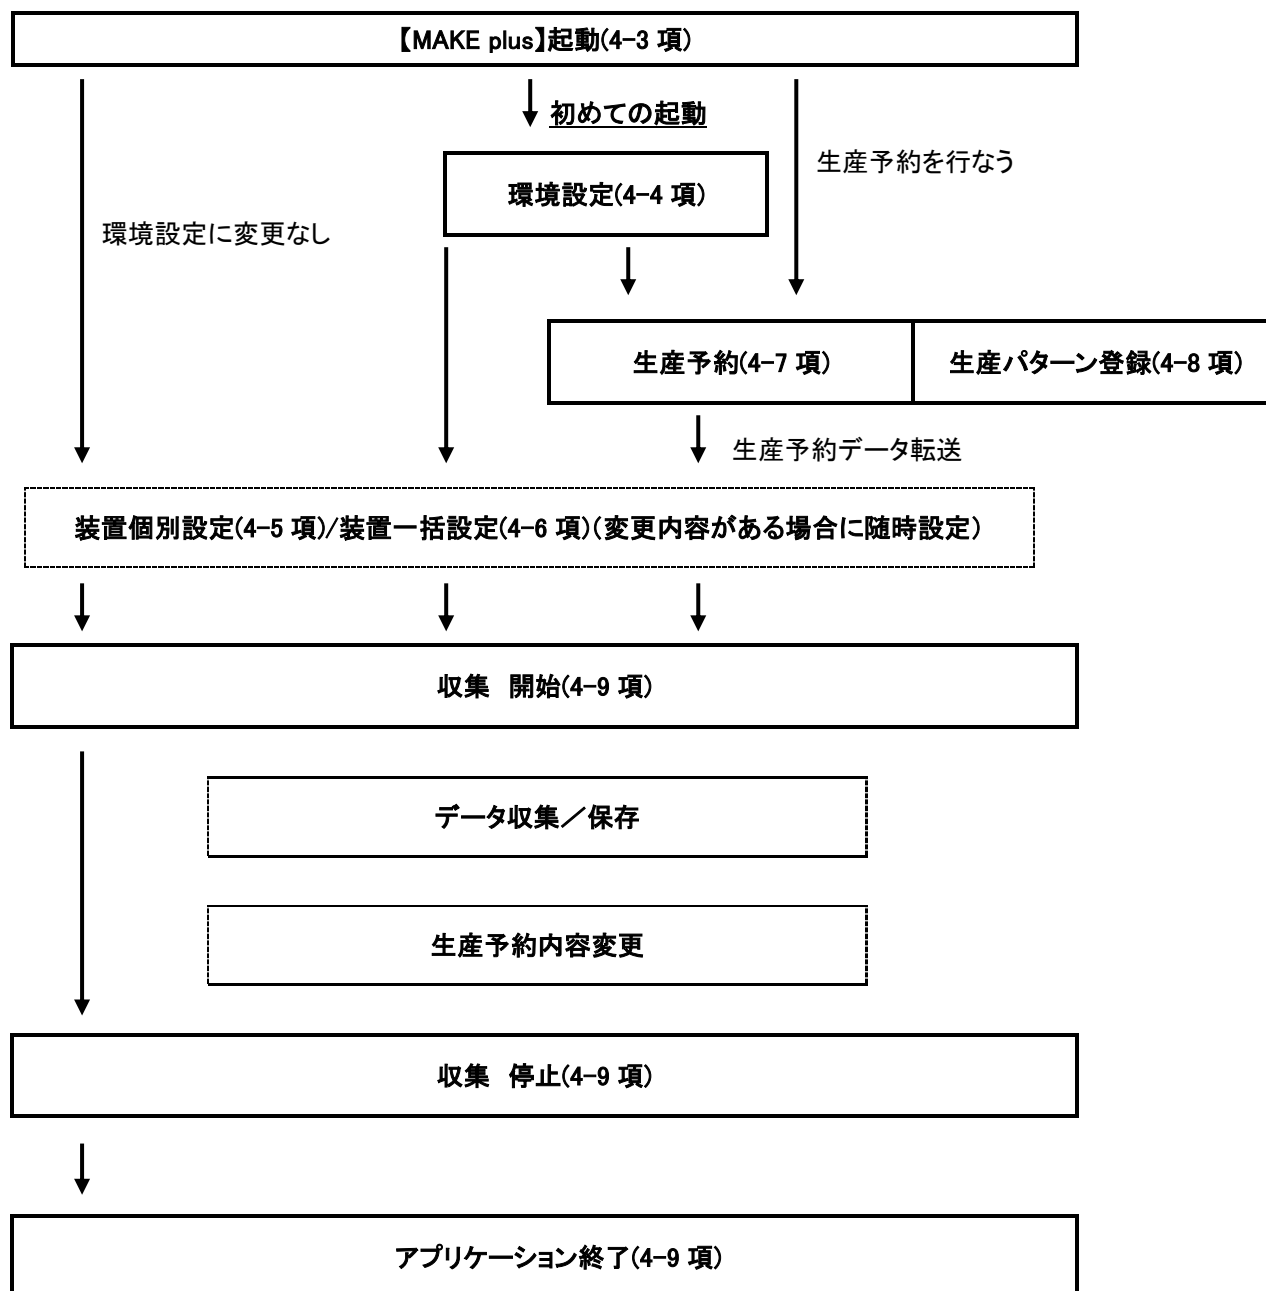 【MAKE plus】起動(4-3 項)
初めての起動
生産予約を行なう
環境設定(4-4 項)
環境設定に変更なし
生産予約(4-7 項)
生産パターン登録(4-8 項)
生産予約データ転送
装置個別設定(4-5 項)/装置一括設定(4-6 項)(変更内容がある場合に随時設定)
収集　開始(4-9 項)
データ収集／保存
生産予約内容変更
収集　停止(4-9 項)
アプリケーション終了(4-9 項)